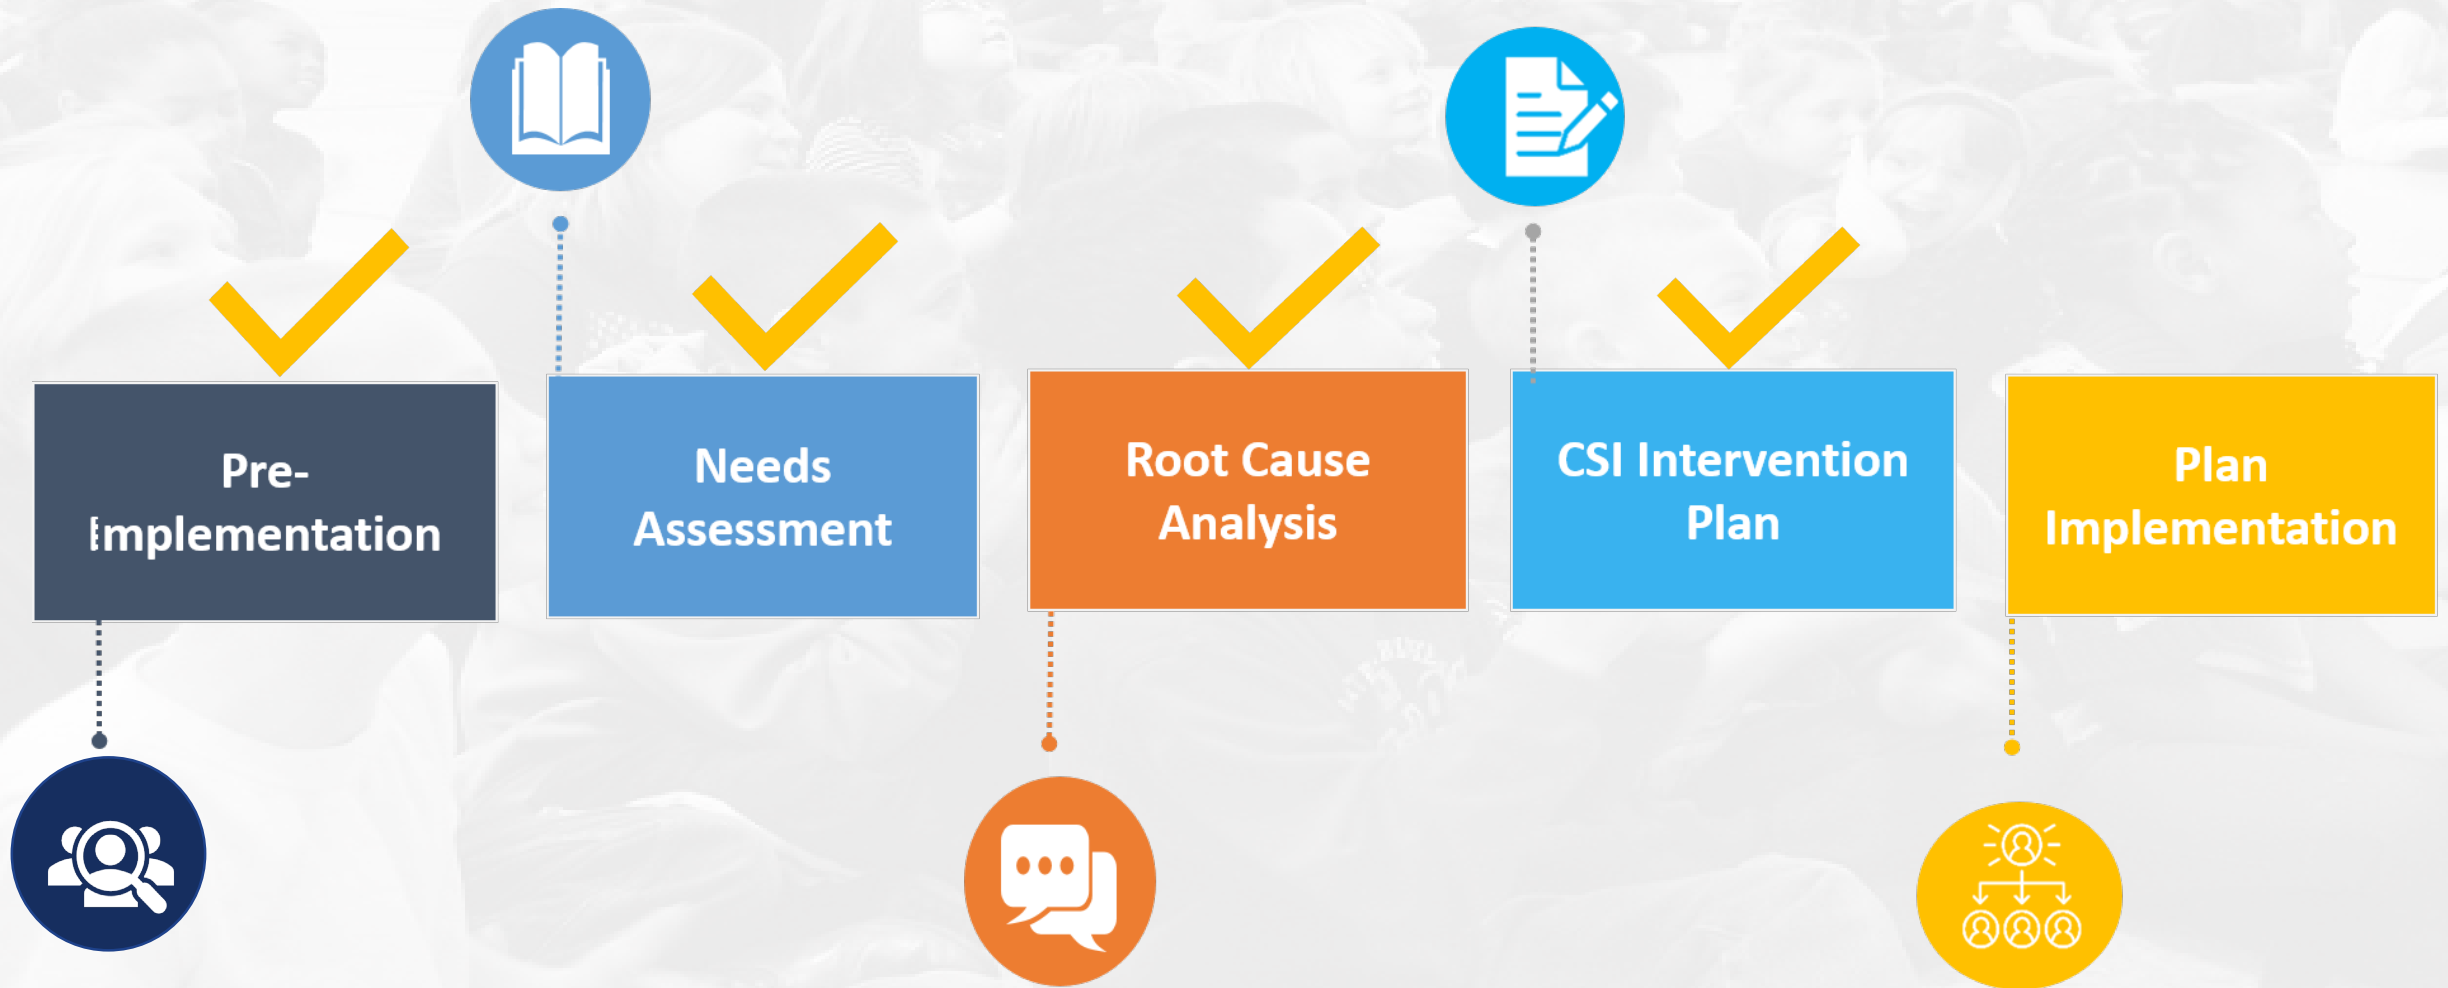 Pre-
Implementation
Needs
Assessment
Root Cause
Analysis
CSI Intervention
Plan
Plan
Implementation